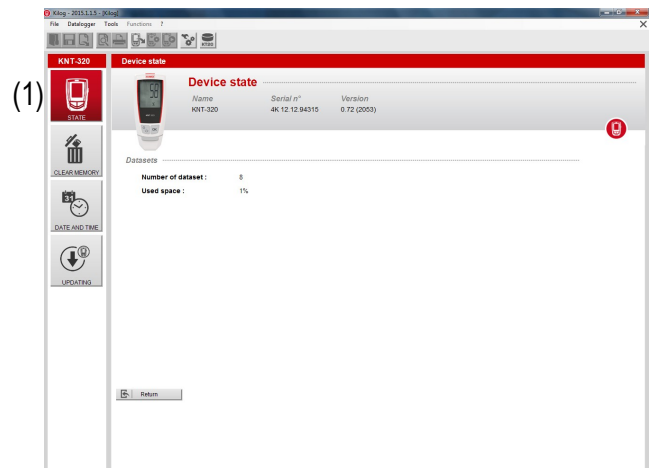 Kilog - 2015.1.1.5 - [Kilog]
File Datalogger Tools Functions ?
KNT-320 Device state
(1)
STATE
CLEAR MEMORY
31
DATE AND TIME
UPDATING
Device state
Name Serial n° Version
KNT-320 4K 12.12.94315 0.72 (2053)
Datasets
Number of dataset : 8
Used space : 1%
Return